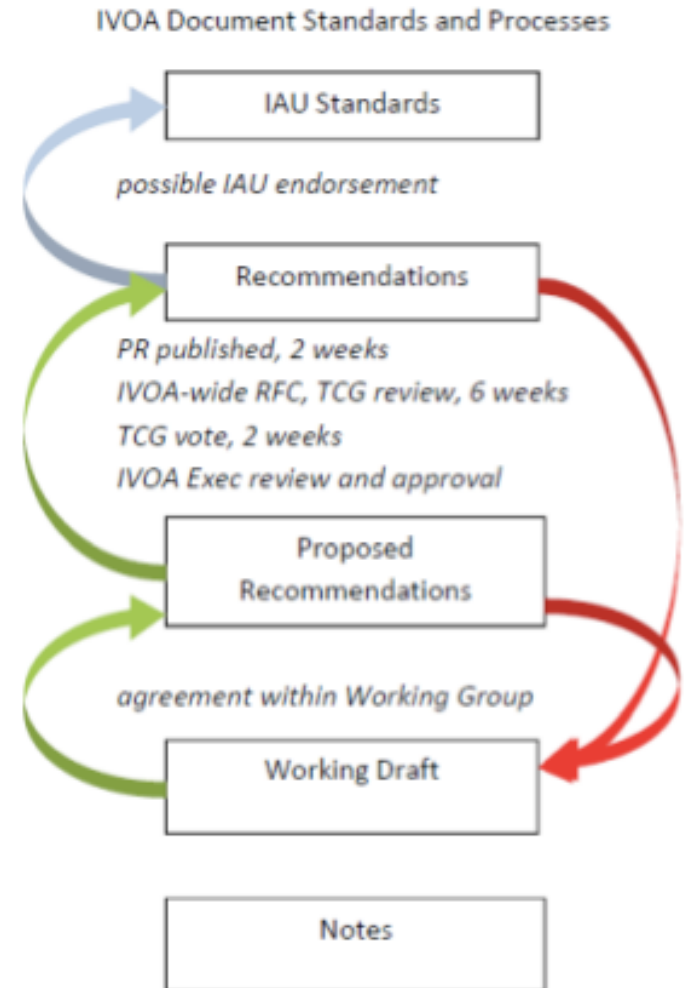 IVOA Document Standards and Processes
IAU Standards
possible IAU endorsement
Recommendations
PR published, 2 weeks
IVOA-wide RFC, TCG review, 6 weeks
TCG vote, 2 weeks
IVOA Exec review and approval
Proposed
Recommendations
agreement within Working Group
Working Draft
Notes